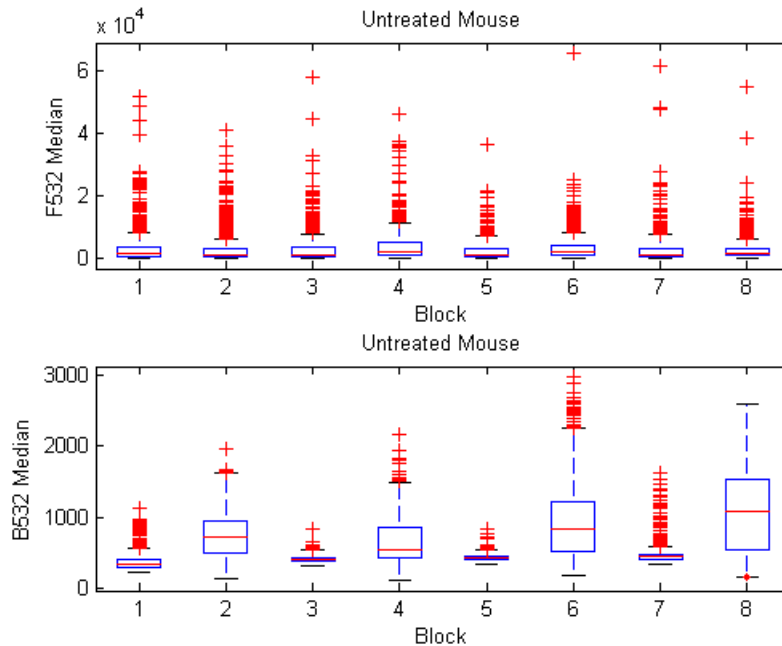 x 10^4
Untreated Mouse
6
4
2
0
F532 Median
1 2 3 4 5 6 7 8
Block
Untreated Mouse
3000
2000
1000
0
B532 Median
1 2 3 4 5 6 7 8
Block